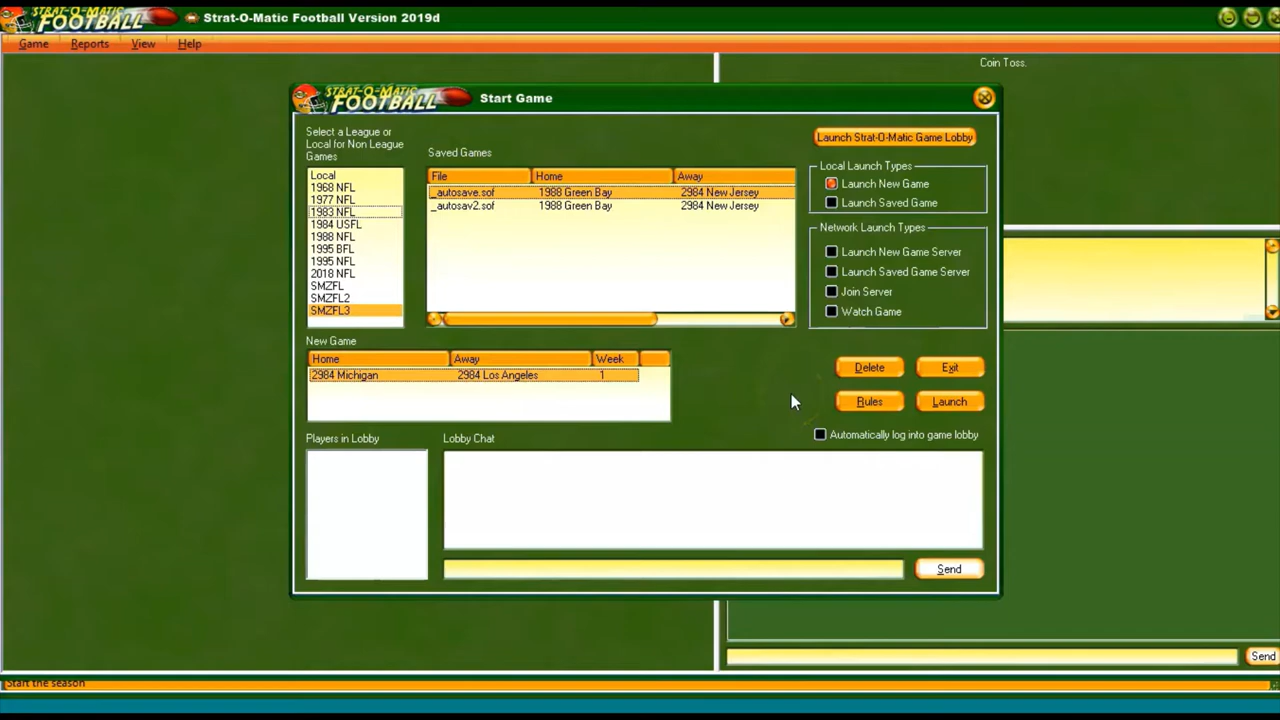 STRAT-O-MATIC
FOOTBALL
Strat-O-Matic Football Version 2019d
Game Reports View Help
Coin Toss.
STRAT-O-MATIC
FOOTBALL
Start Game
Select a League or
Local for Non League
Games
Local
1968 NFL
1977 NFL
1983 NFL
1984 USFL
1988 NFL
1995 BFL
1995 NFL
2018 NFL
SMZFL
SMZFL2
SMZFL3
Saved Games
File Home Away
_autosave.sof 1988 Green Bay 2984 New Jersey
_autosav2.sof 1988 Green Bay 2984 New Jersey
Launch Strat-O-Matic Game Lobby
Local Launch Types
Launch New Game
Launch Saved Game
Network Launch Types
Launch New Game Server
Launch Saved Game Server
Join Server
Watch Game
New Game
Home Away Week
2984 Michigan 2984 Los Angeles 1
Delete Exit
Rules Launch
Automatically log into game lobby
Players in Lobby
Lobby Chat
Send
Send
Start the season